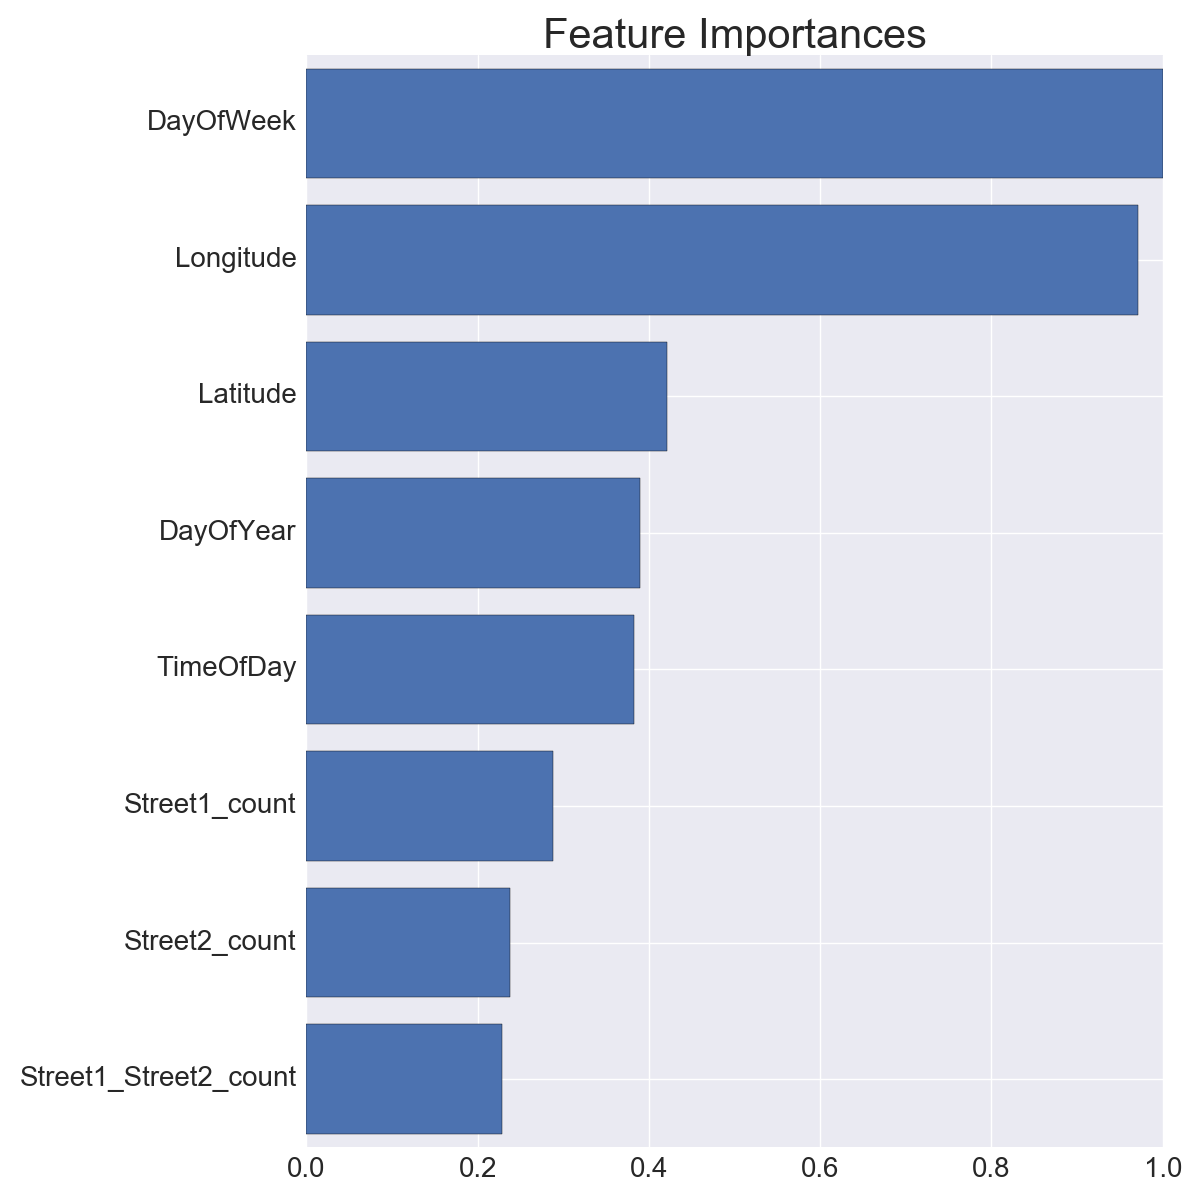 Feature Importances
DayOfWeek
Longitude
Latitude
DayOfYear
TimeOfDay
Street1_count
Street2_count
Street1_Street2_count
0.0 0.2 0.4 0.6 0.8 1.0